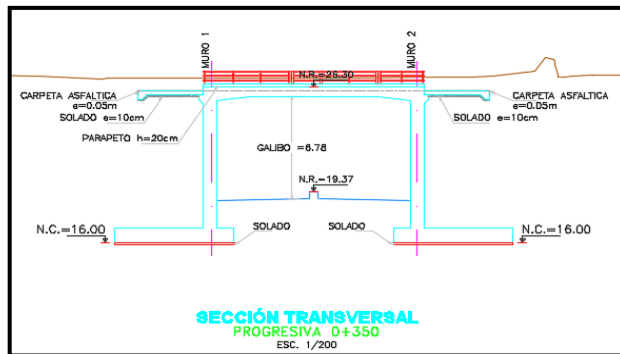 MURO 1
MURO 2
N.R.=26.30
CARPETA ASFALTICA
e=0.05m
SOLADO e=10cm
PARAPETO h=20cm
CARPETA ASFALTICA
e=0.05m
SOLADO e=10cm
GALIBO =6.78
N.R.=19.37
N.C.=16.00
SOLADO
SOLADO
N.C.=16.00
SECCIÓN TRANSVERSAL
PROGRESIVA 0+350
ESC. 1/200